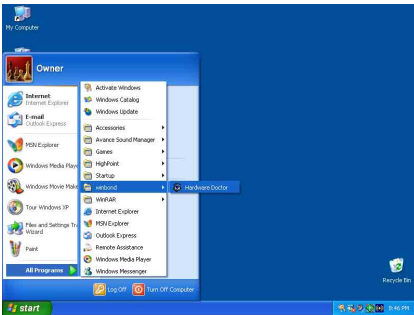 My Computer
Owner
Internet
Internet Explorer
E-mail
Outlook Express
MSN Explorer
Windows Media Playe
Windows Movie Make
Tour Windows XP
Files and Settings Tra
Wizard
Paint
All Programs
Activate Windows
Windows Catalog
Windows Update
Accessories
Avance Sound Manager
Games
HighPoint
Startup
winbond
WinRAR
Internet Explorer
MSN Explorer
Outlook Express
Remote Assistance
Windows Media Player
Windows Messenger
Hardware Doctor
Log Off
Turn Off Computer
Recycle Bin
start
8:46 PM